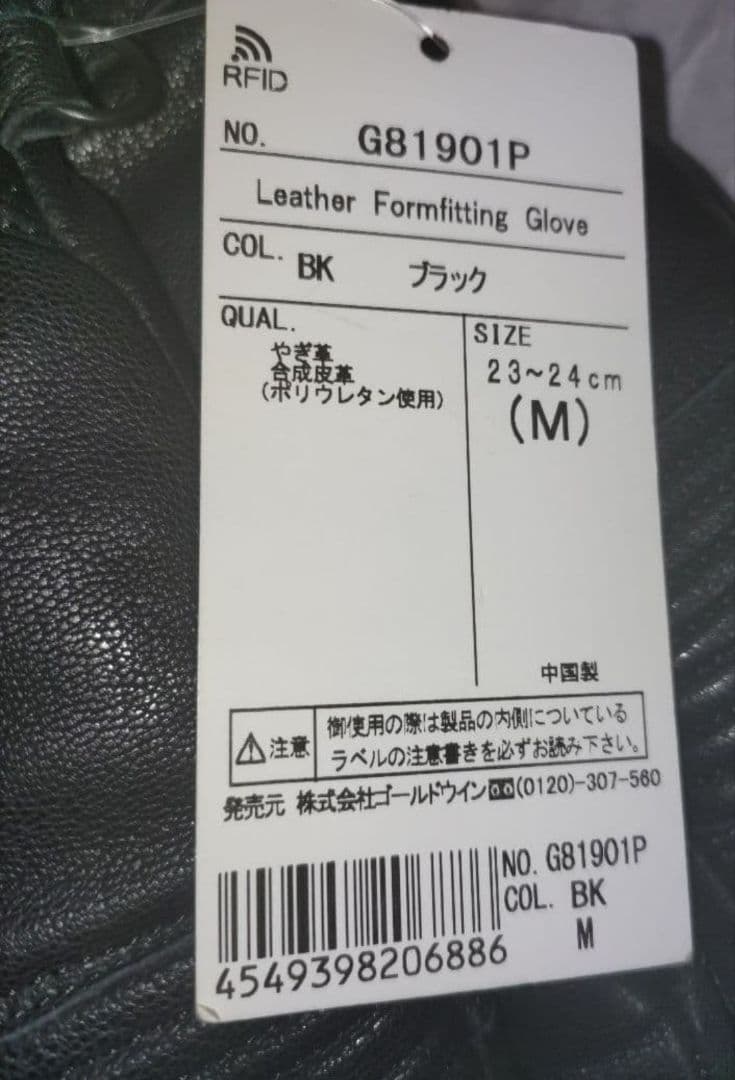 RFID
NO. G81901P
Leather Formfitting Glove
COL. BK ブラック
QUAL.
やぎ革
合成皮革
(ポリウレタン使用)
SIZE
23~24cm
(M)
中国製
注意
御使用の際は製品の内側についている
ラベルの注意書きを必ずお読み下さい。
発売元 株式会社ゴールドウイン (0120)-307-560
NO. G81901P
COL. BK
M
4549398206886